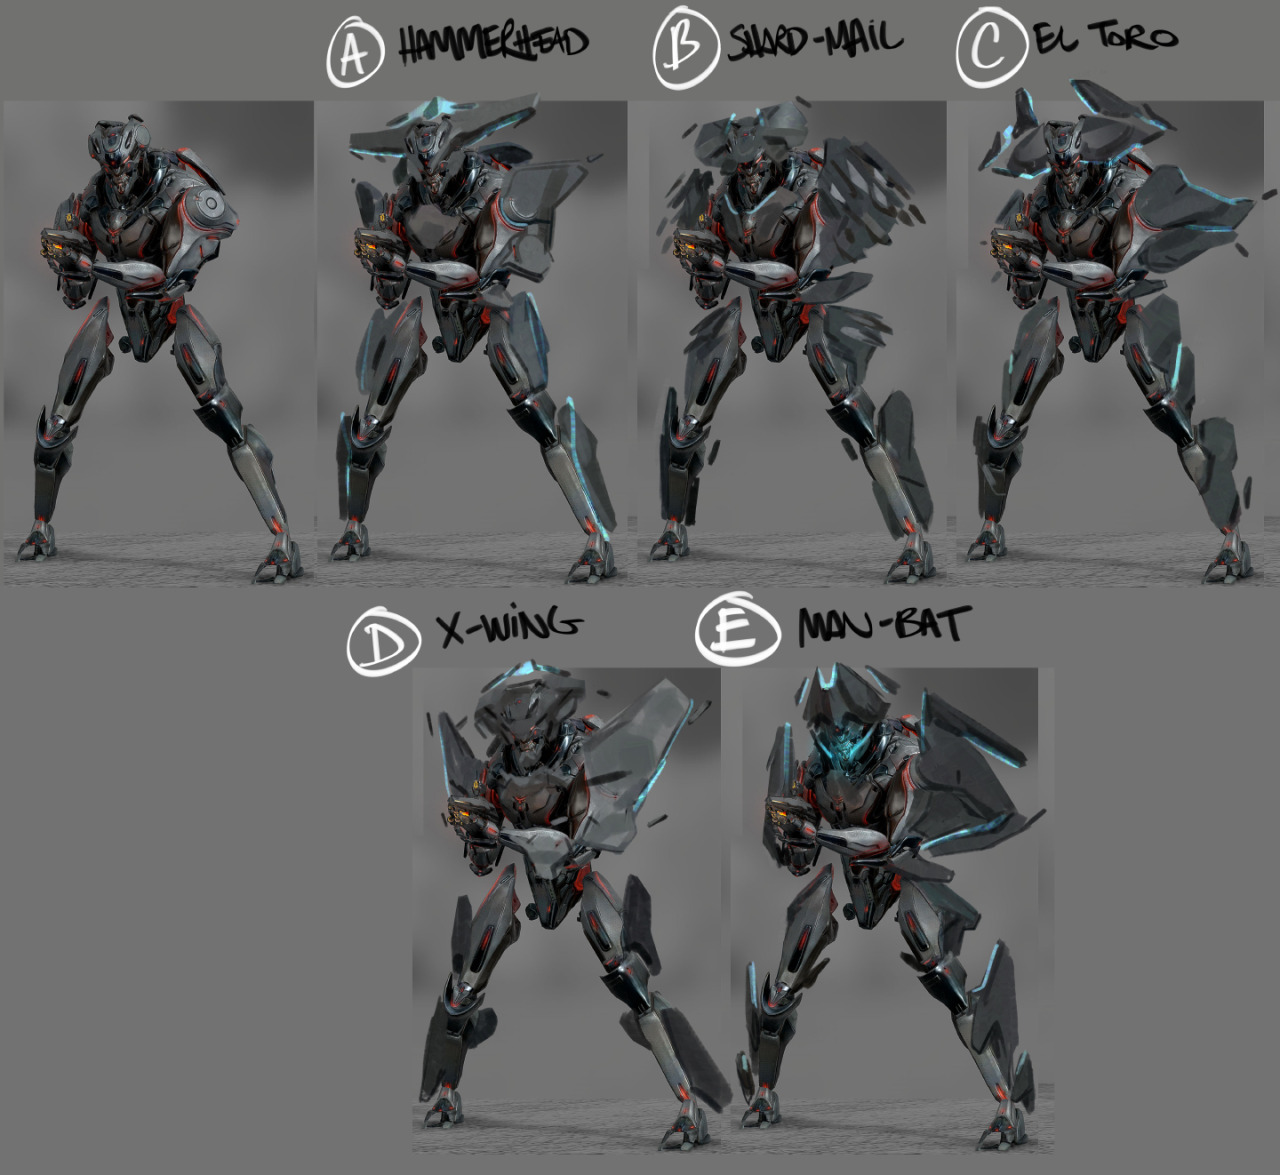 A HAMMERHEAD
B SHARD-MAIL
C EL TORO
D X-WING
E MAN-BAT